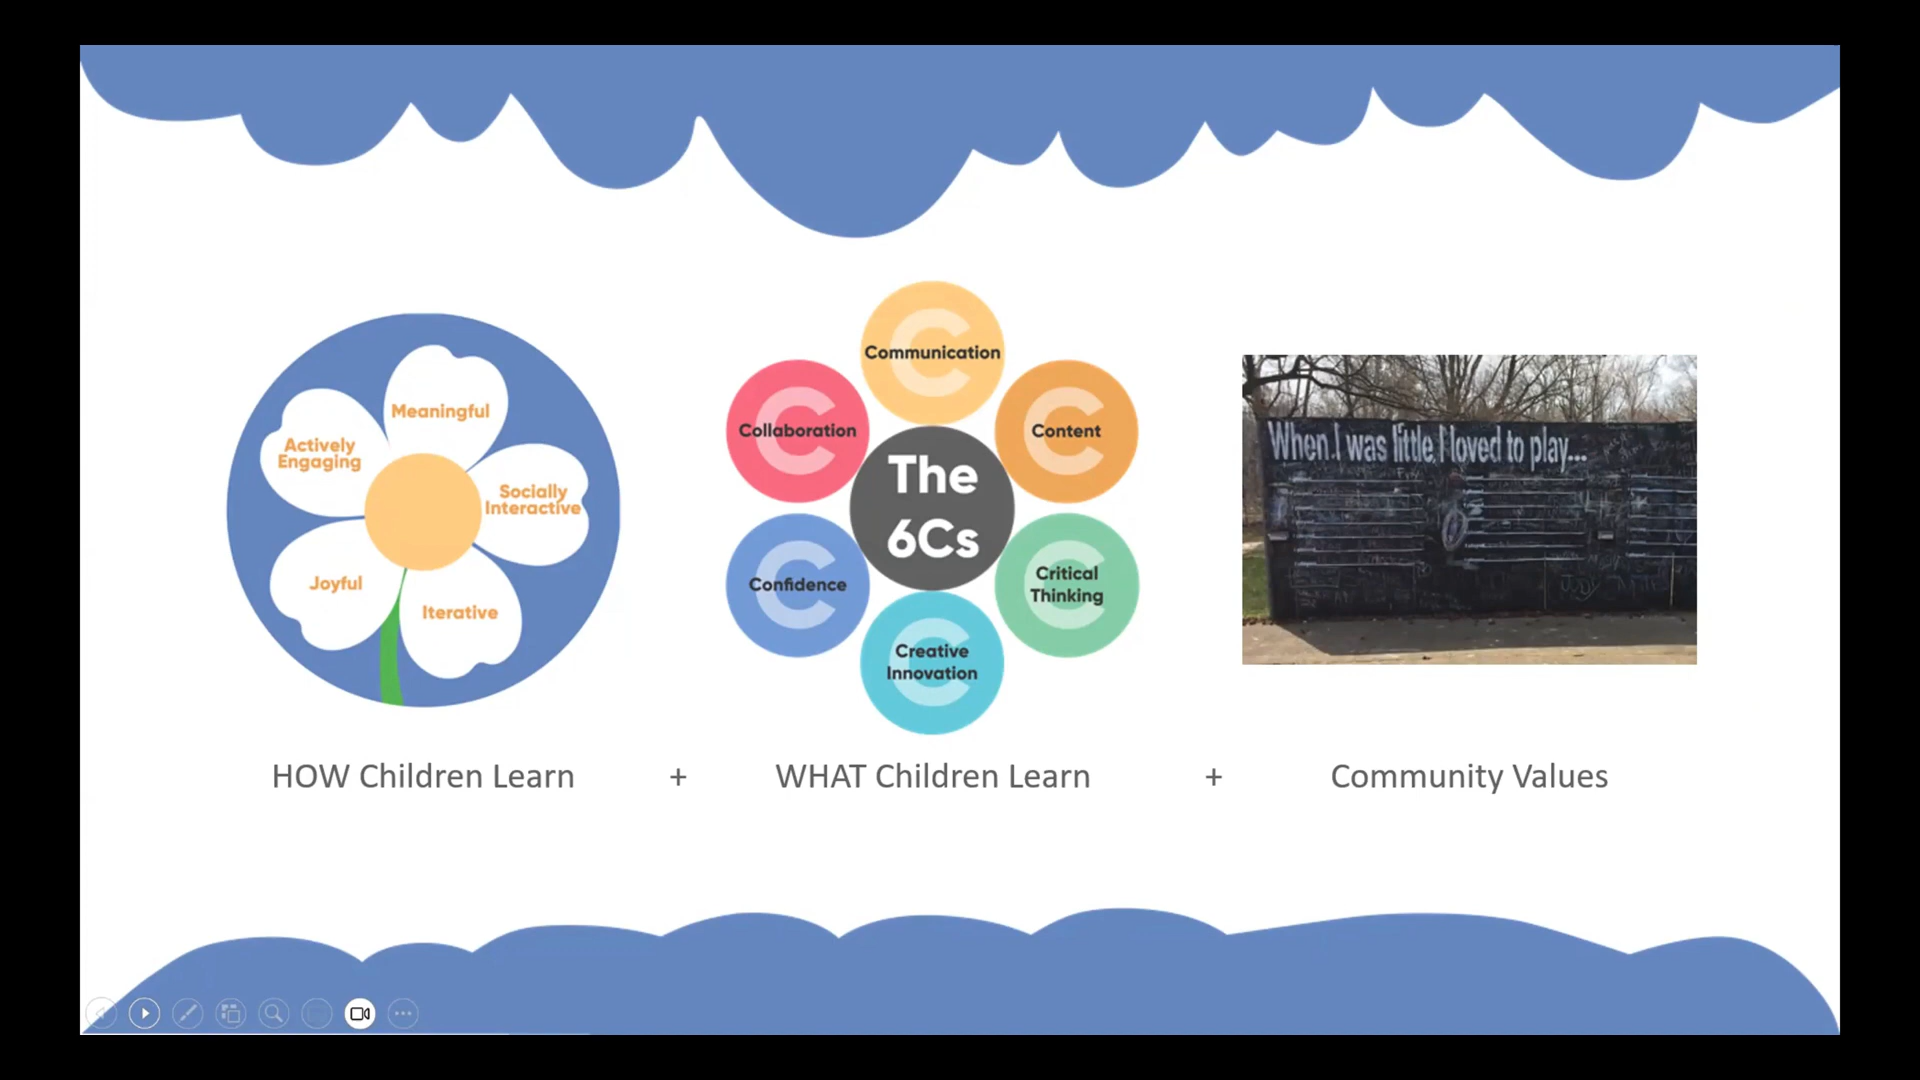 Meaningful
Actively
Engaging
Socially
Interactive
Joyful
Iterative
Communication
Collaboration
Content
The
6Cs
Confidence
Critical
Thinking
Creative
Innovation
When I was little, I loved to play...
HOW Children Learn
+
WHAT Children Learn
+
Community Values